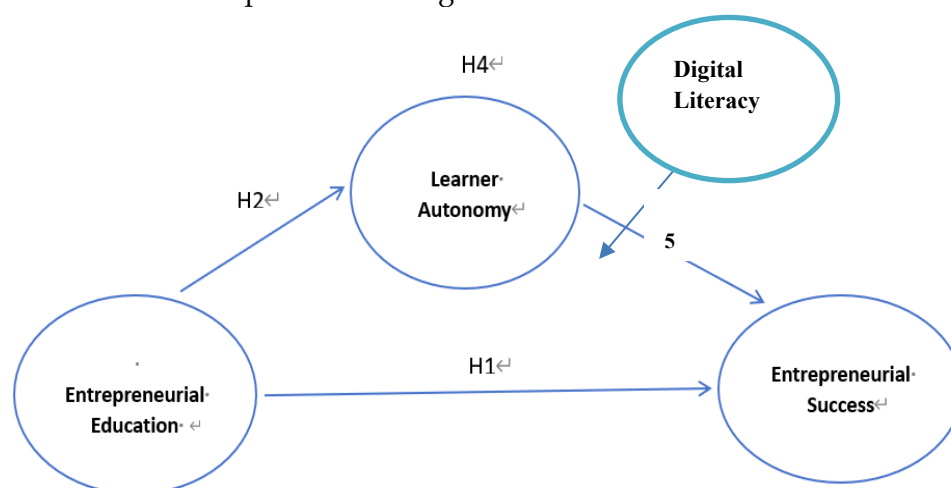 H4↵
Digital
Literacy
Learner·
Autonomy↵
H2↵
5
H1↵
Entrepreneurial·
Education· ↵
Entrepreneurial·
Success↵